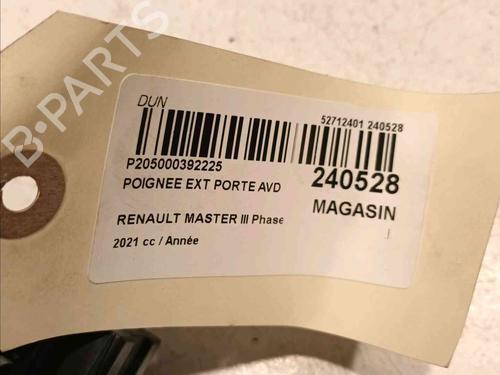 B-PARTS
DUN
52712401 240528
P205000392225
POIGNEE EXT PORTE AVD
240528
MAGASIN
RENAULT MASTER III Phase
2021 cc / Année